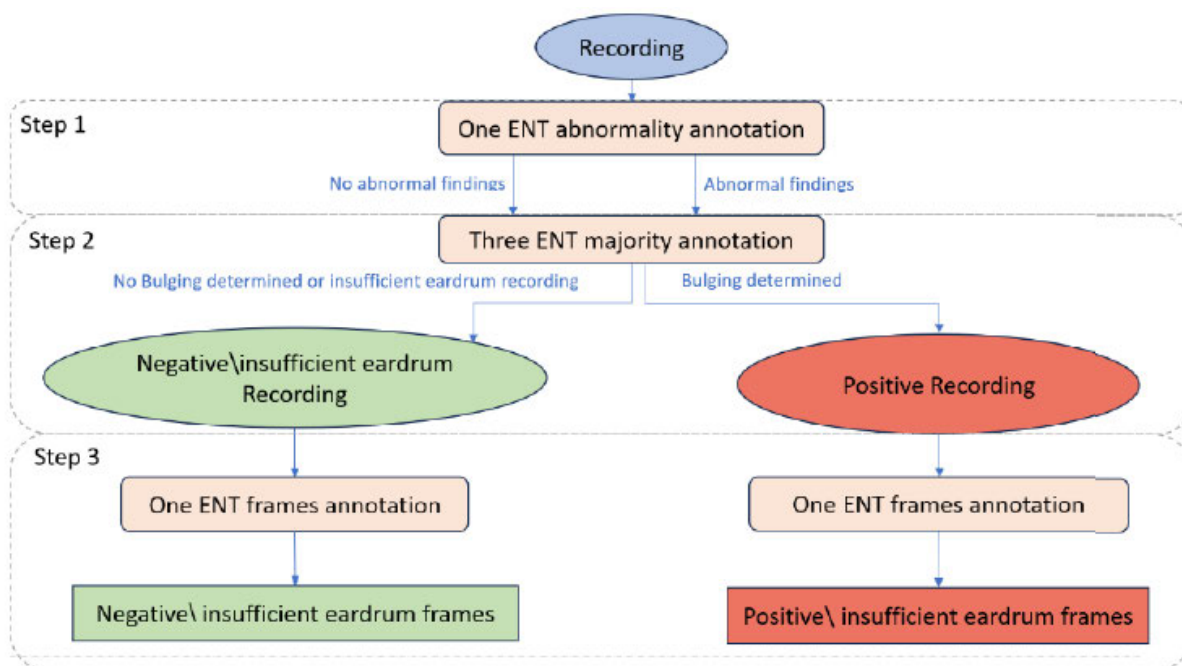 Recording
Step 1
One ENT abnormality annotation
No abnormal findings
Abnormal findings
Step 2
Three ENT majority annotation
No Bulging determined or insufficient eardrum recording
Bulging determined
Negative\insufficient eardrum
Recording
Positive Recording
Step 3
One ENT frames annotation
One ENT frames annotation
Negative\ insufficient eardrum frames
Positive\ insufficient eardrum frames